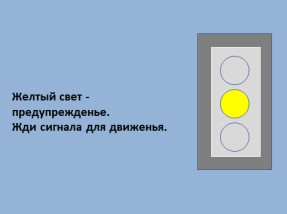 Желтый свет -
предупрежденье.
Жди сигнала для движенья.